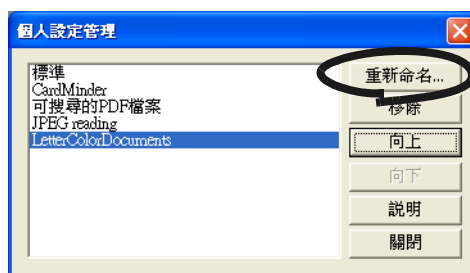 個人設定管理
標準
CardMinder
可搜尋的PDF檔案
JPEG reading
LetterColorDocuments
重新命名...
移除
向上
向下
說明
關閉